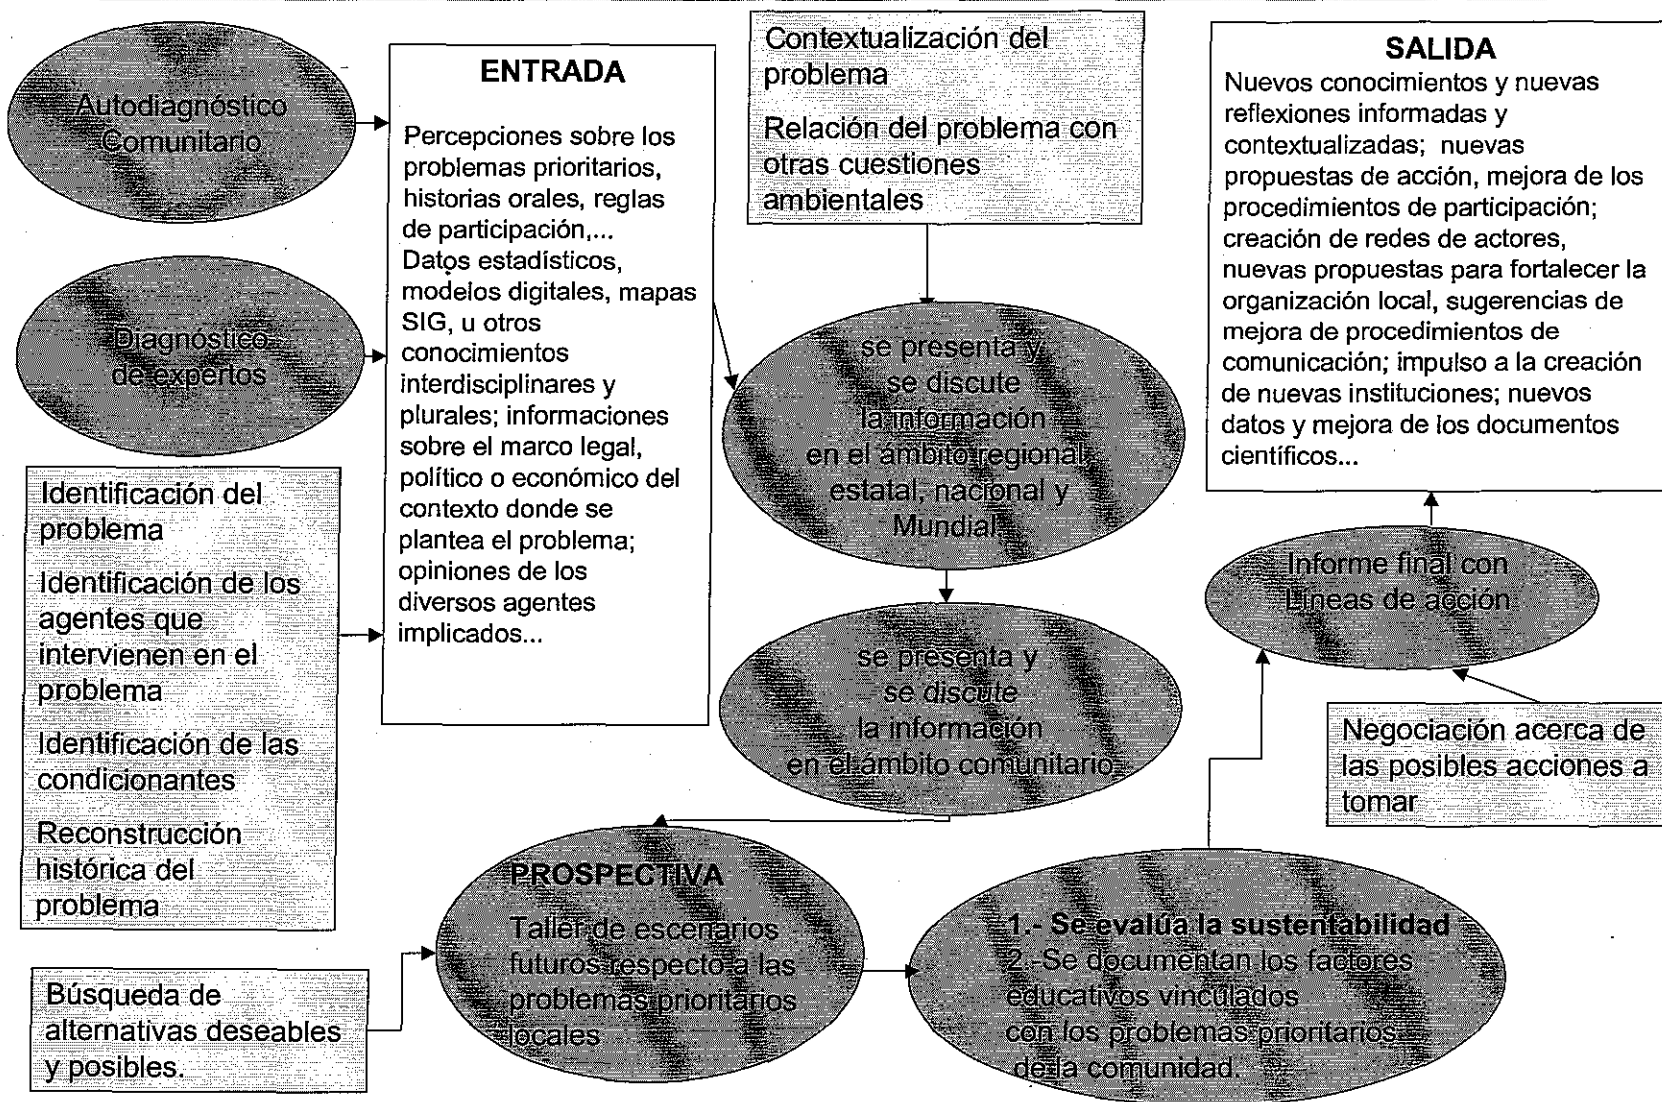 Autodiagnóstico
Comunitario
Diagnóstico
de expertos
Identificación del
problema
Identificación de los
agentes que
intervienen en el
problema
Identificación de las
condicionantes
Reconstrucción
histórica del
problema
Búsqueda de
alternativas deseables
y posibles.
ENTRADA
Percepciones sobre los
problemas prioritarios,
historias orales, reglas
de participación,...
Datos estadísticos,
modelos digitales, mapas
SIG, u otros
conocimientos
interdisciplinares y
plurales; informaciones
sobre el marco legal,
político o económico del
contexto donde se
plantea el problema;
opiniones de los
diversos agentes
implicados...
Contextualización del
problema
Relación del problema con
otras cuestiones
ambientales
se presenta y
se discute
la información
en el ámbito regional,
estatal, nacional y
Mundial
se presenta y
se discute
la información
en el ámbito comunitario
PROSPECTIVA
Taller de escenarios
futuros respecto a las
problemas prioritarios
locales
1.- Se evalúa la sustentabilidad
2.-Se documentan los factores
educativos vinculados
con los problemas prioritarios
de la comunidad.
SALIDA
Nuevos conocimientos y nuevas
reflexiones informadas y
contextualizadas; nuevas
propuestas de acción, mejora de los
procedimientos de participación;
creación de redes de actores,
nuevas propuestas para fortalecer la
organización local, sugerencias de
mejora de procedimientos de
comunicación; impulso a la creación
de nuevas instituciones; nuevos
datos y mejora de los documentos
científicos...
Informe final con
Líneas de acción
Negociación acerca de
las posibles acciones a
tomar